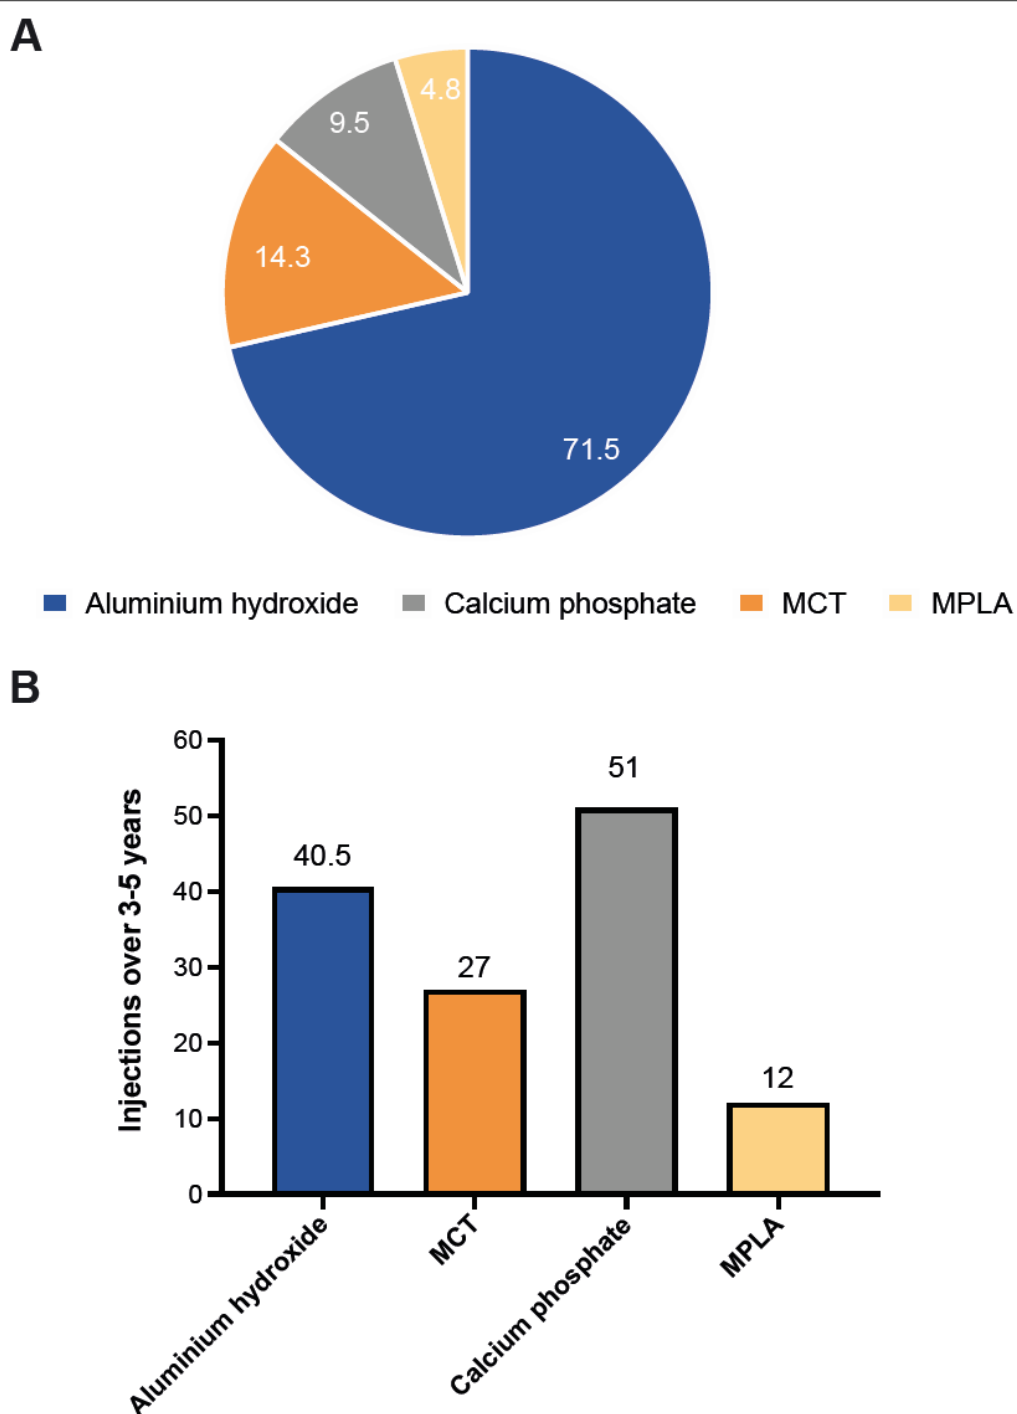 A
4.8
9.5
14.3
71.5
Aluminium hydroxide Calcium phosphate MCT MPLA
B
Injections over 3-5 years
60
50
40
30
20
10
0
40.5
27
51
12
Aluminium hydroxide
MCT
Calcium phosphate
MPLA